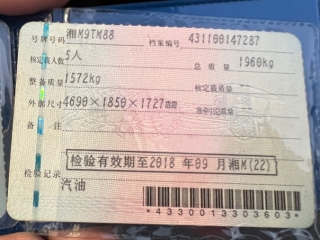 号牌号码 湘M9TM88 档案编号 431100147287
核定载人数 5人 总质量 1960kg
整备质量 1572kg 核定载质量
外廓尺寸 4690×1850×1727mm 准牵引总质量
备注
检验有效期至2018 年09 月湘M(22)
检验记录
汽油
*4330013303603*